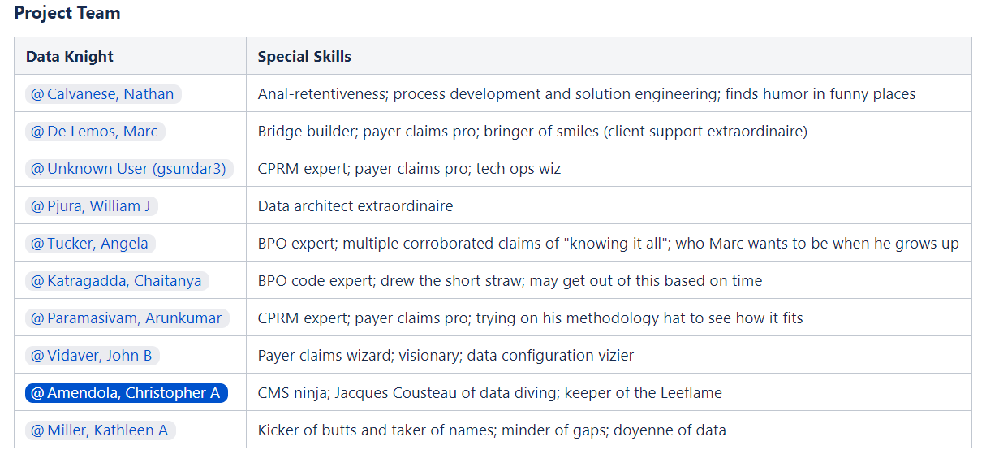 Project Team
Data Knight Special Skills
@Calvanese, Nathan Anal-retentiveness; process development and solution engineering; finds humor in funny places
@De Lemos, Marc Bridge builder; payer claims pro; bringer of smiles (client support extraordinaire)
@Unknown User (gsundar3) CPRM expert; payer claims pro; tech ops wiz
@Pjura, William J Data architect extraordinaire
@Tucker, Angela BPO expert; multiple corroborated claims of "knowing it all"; who Marc wants to be when he grows up
@Katragadda, Chaitanya BPO code expert; drew the short straw; may get out of this based on time
@Paramasivam, Arunkumar CPRM expert; payer claims pro; trying on his methodology hat to see how it fits
@Vidaver, John B Payer claims wizard; visionary; data configuration vizier
@Amendola, Christopher A CMS ninja; Jacques Cousteau of data diving; keeper of the Leeflame
@Miller, Kathleen A Kicker of butts and taker of names; minder of gaps; doyenne of data